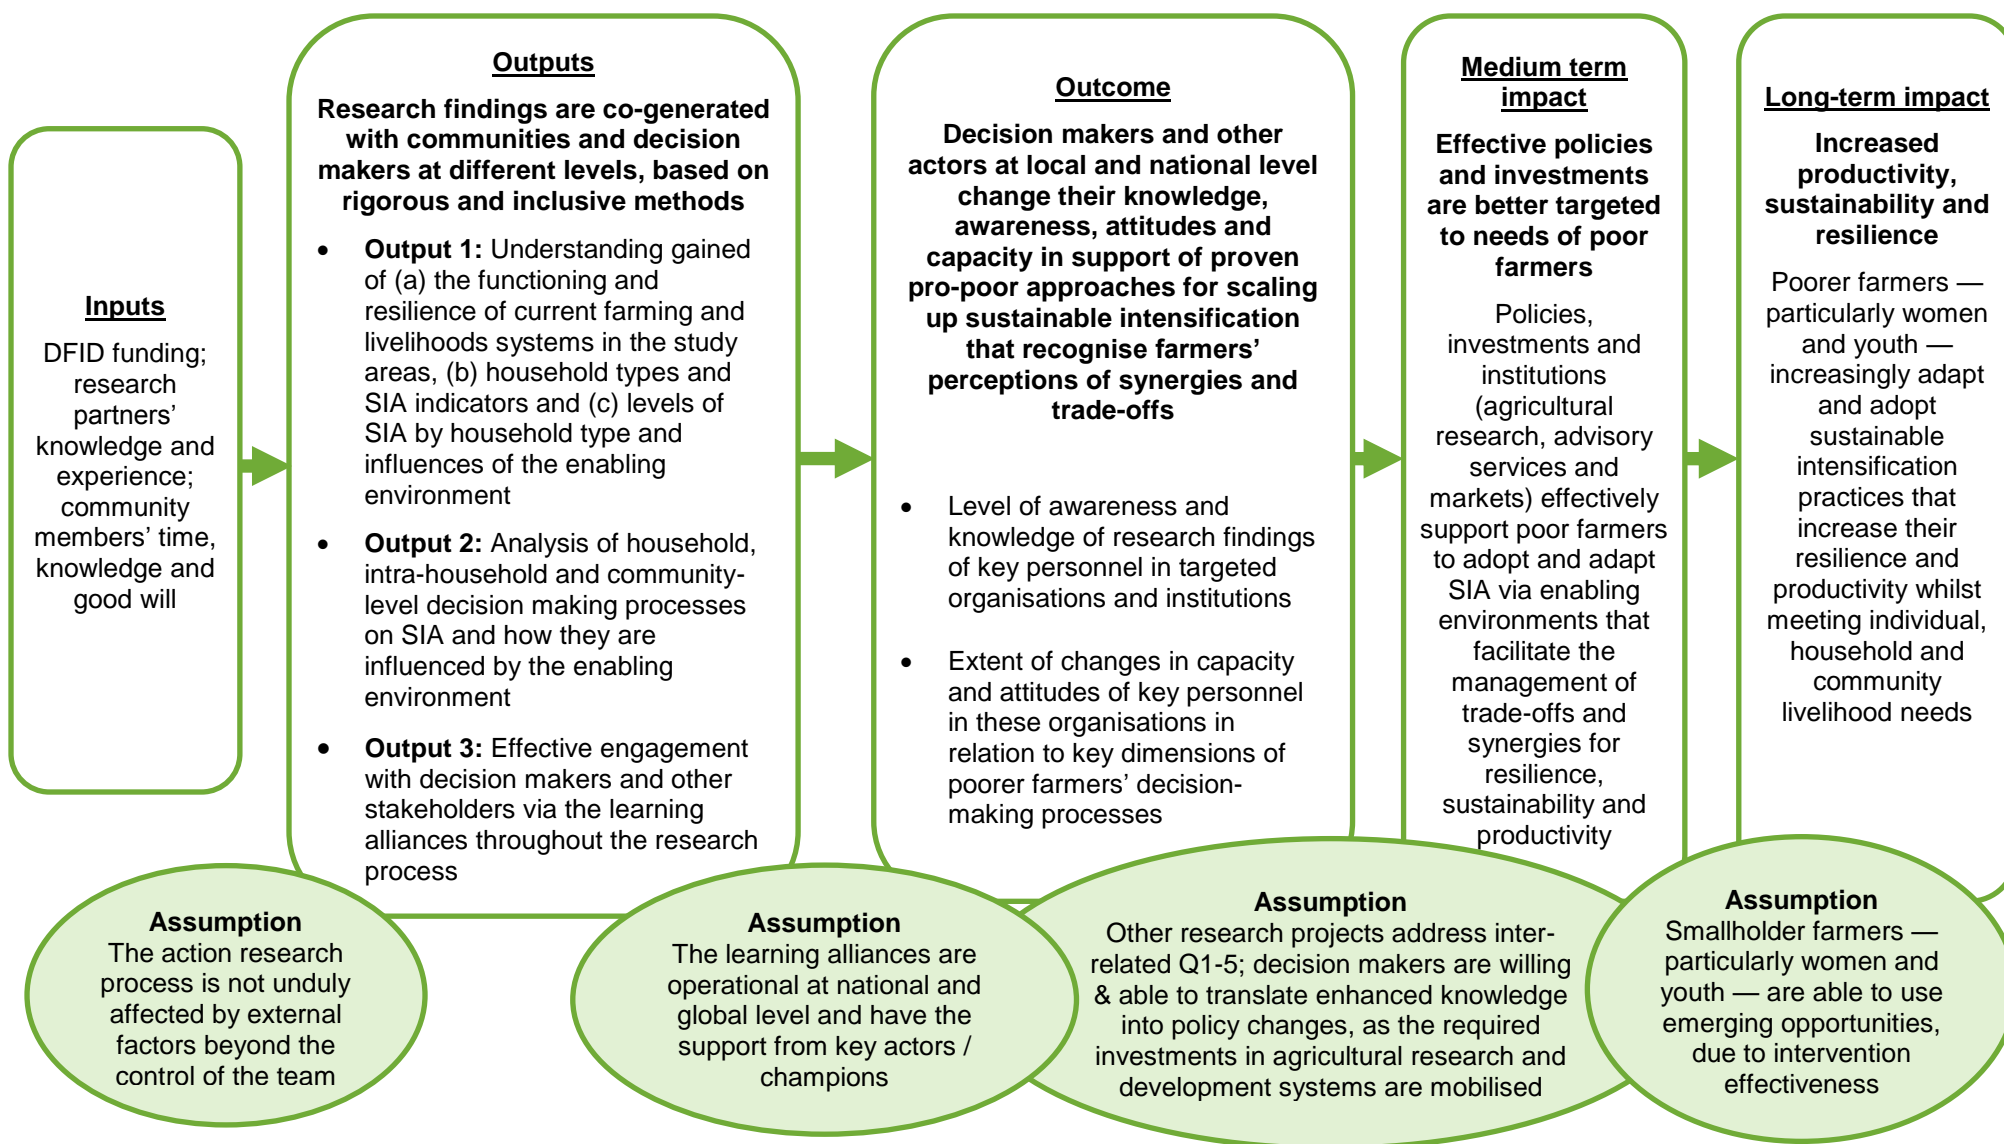 Inputs
DFID funding;
research
partners’
knowledge and
experience;
community
members’ time,
knowledge and
good will
Outputs
Research findings are co-generated
with communities and decision
makers at different levels, based on
rigorous and inclusive methods
• Output 1: Understanding gained
of (a) the functioning and
resilience of current farming and
livelihoods systems in the study
areas, (b) household types and
SIA indicators and (c) levels of
SIA by household type and
influences of the enabling
environment
• Output 2: Analysis of household,
intra-household and community-
level decision making processes
on SIA and how they are
influenced by the enabling
environment
• Output 3: Effective engagement
with decision makers and other
stakeholders via the learning
alliances throughout the research
process
Outcome
Decision makers and other
actors at local and national level
change their knowledge,
awareness, attitudes and
capacity in support of proven
pro-poor approaches for scaling
up sustainable intensification
that recognise farmers’
perceptions of synergies and
trade-offs
• Level of awareness and
knowledge of research findings
of key personnel in targeted
organisations and institutions
• Extent of changes in capacity
and attitudes of key personnel
in these organisations in
relation to key dimensions of
poorer farmers’ decision-
making processes
Medium term
impact
Effective policies
and investments
are better targeted
to needs of poor
farmers
Policies,
investments and
institutions
(agricultural
research, advisory
services and
markets) effectively
support poor farmers
to adopt and adapt
SIA via enabling
environments that
facilitate the
management of
trade-offs and
synergies for
resilience,
sustainability and
productivity
Long-term impact
Increased
productivity,
sustainability and
resilience
Poorer farmers —
particularly women
and youth —
increasingly adapt
and adopt
sustainable
intensification
practices that
increase their
resilience and
productivity whilst
meeting individual,
household and
community
livelihood needs
Assumption
The action research
process is not unduly
affected by external
factors beyond the
control of the team
Assumption
The learning alliances are
operational at national and
global level and have the
support from key actors /
champions
Assumption
Other research projects address inter-
related Q1-5; decision makers are willing
& able to translate enhanced knowledge
into policy changes, as the required
investments in agricultural research and
development systems are mobilised
Assumption
Smallholder farmers —
particularly women and
youth — are able to use
emerging opportunities,
due to intervention
effectiveness